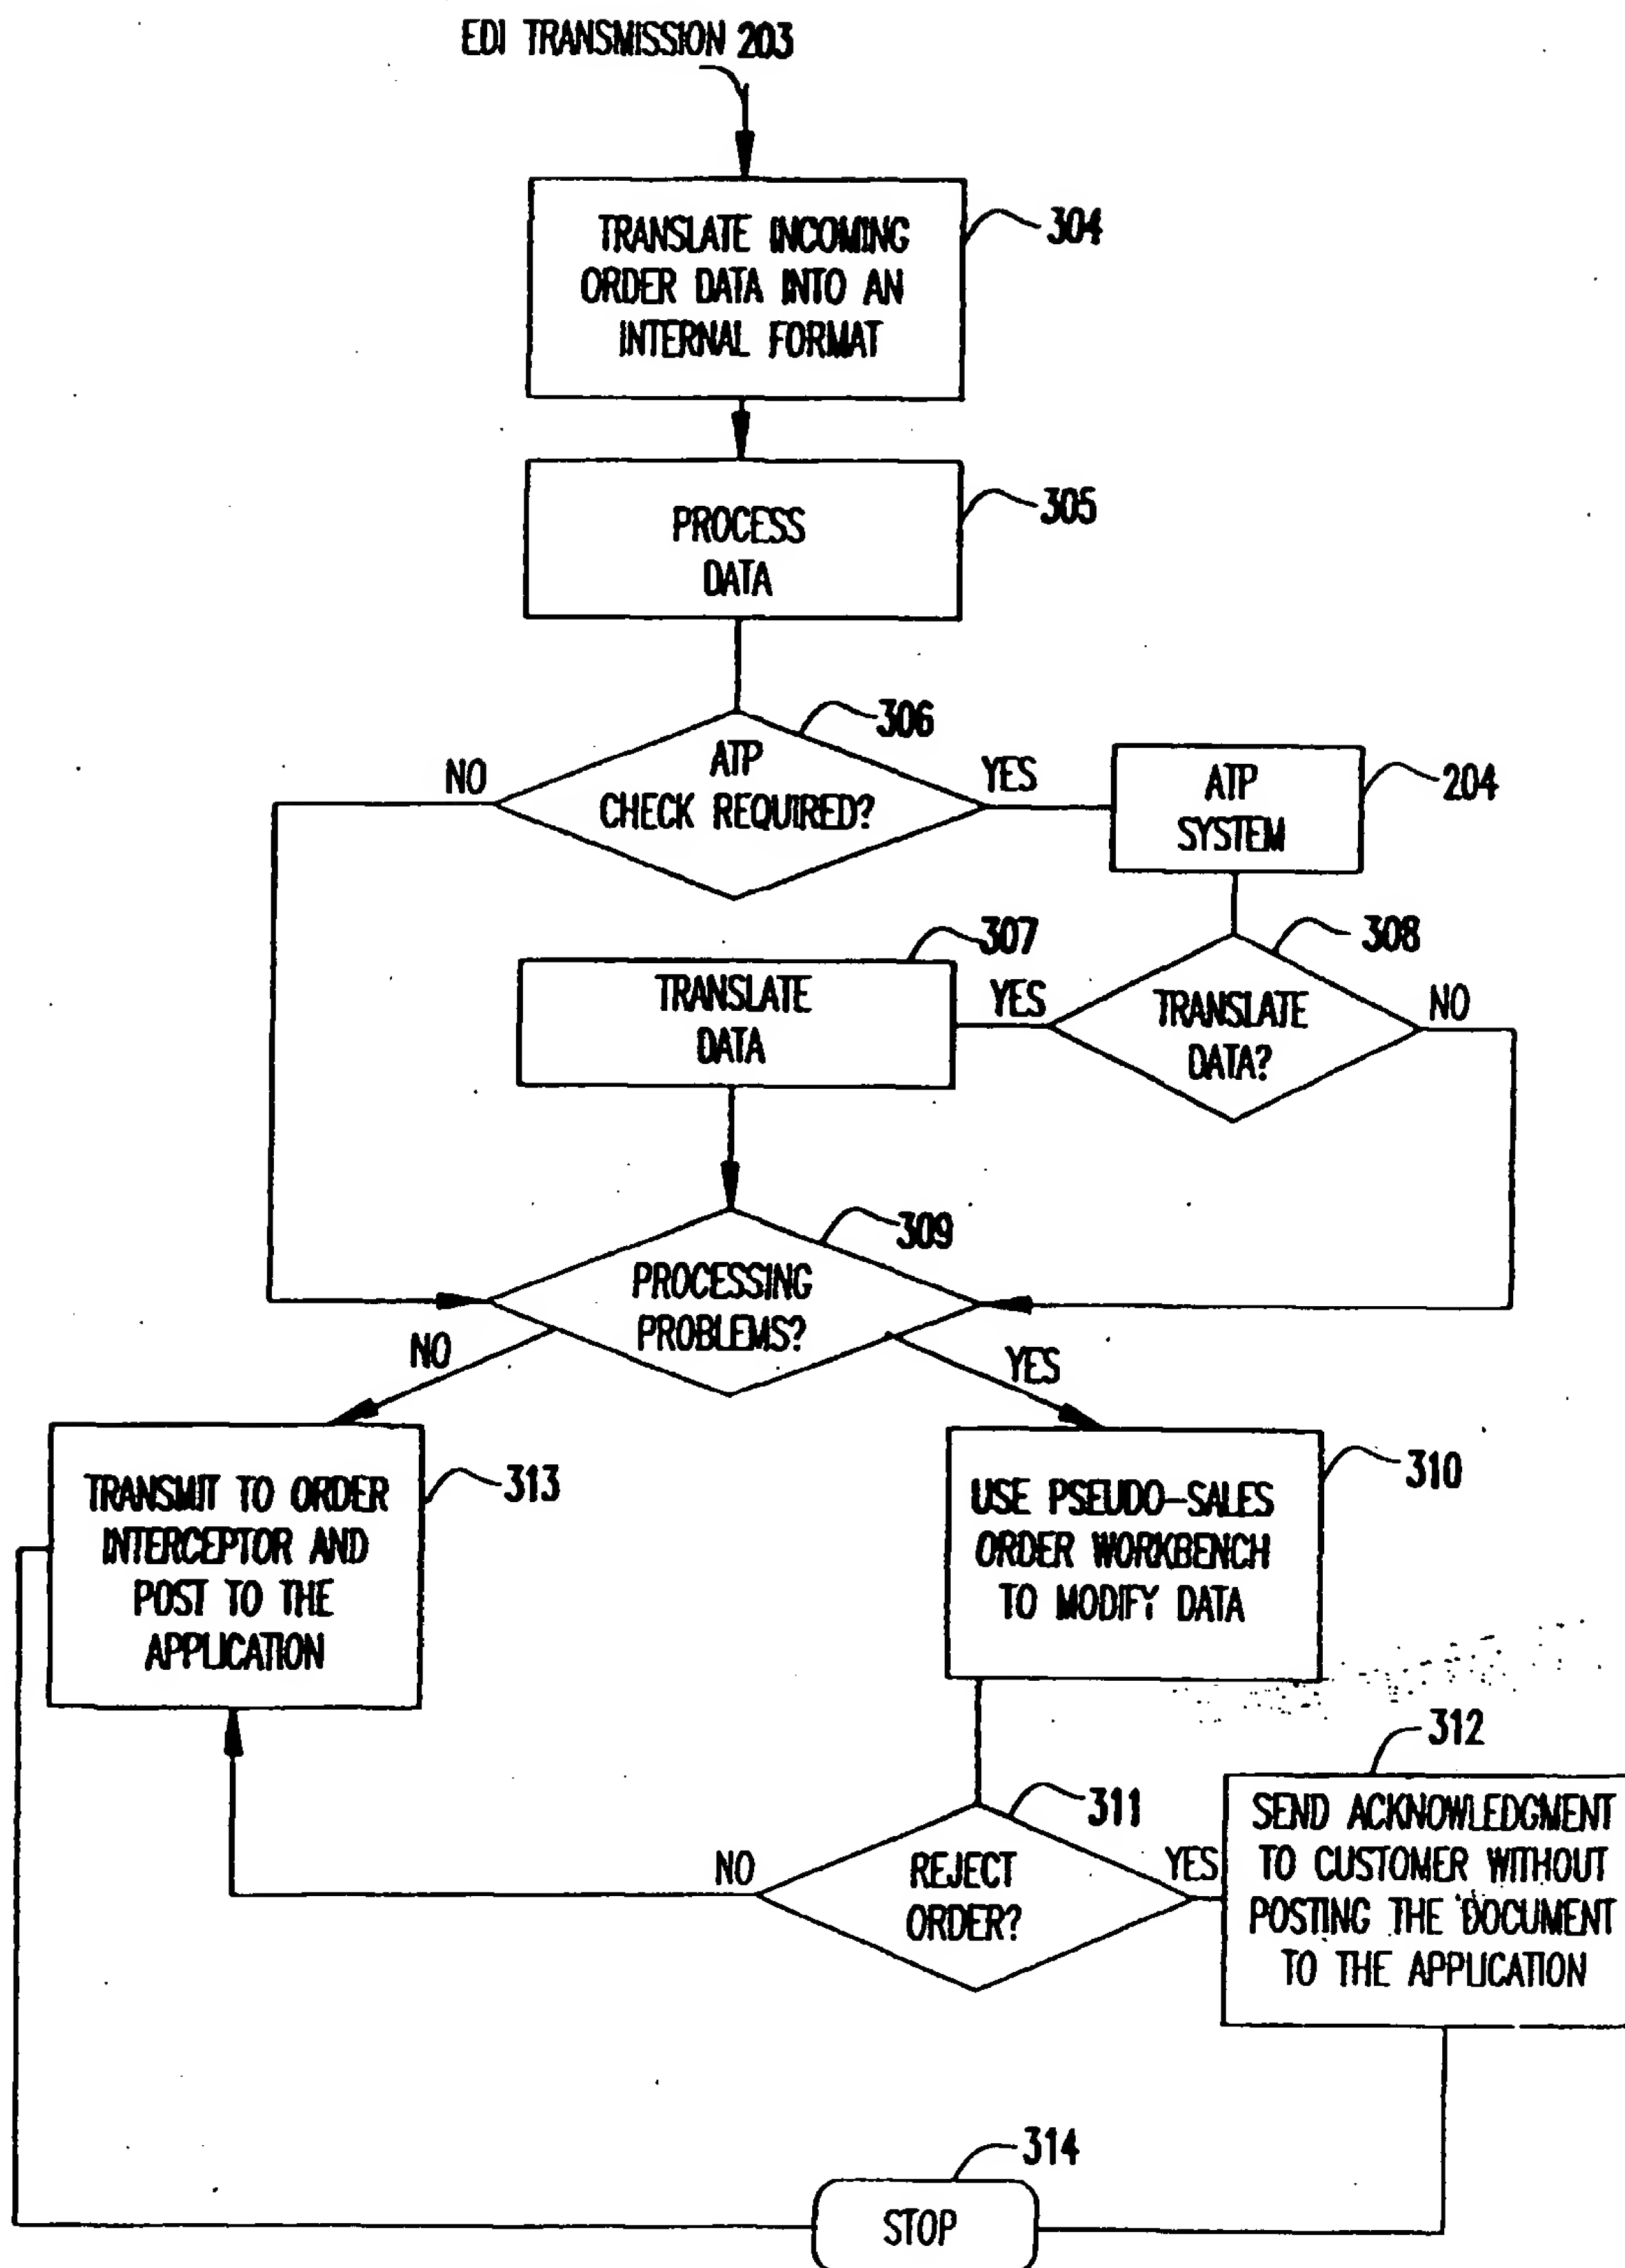 EDI TRANSMISSION 203
TRANSLATE INCOMING
ORDER DATA INTO AN
INTERNAL FORMAT
304
PROCESS
DATA
305
306
ATP
CHECK REQUIRED?
NO
YES
ATP
SYSTEM
204
307
TRANSLATE
DATA
YES
308
TRANSLATE
DATA?
NO
309
PROCESSING
PROBLEMS?
NO
YES
TRANSMIT TO ORDER
INTERCEPTOR AND
POST TO THE
APPLICATION
313
USE PSEUDO-SALES
ORDER WORKBENCH
TO MODIFY DATA
310
311
REJECT
ORDER?
NO
YES
312
SEND ACKNOWLEDGMENT
TO CUSTOMER WITHOUT
POSTING THE DOCUMENT
TO THE APPLICATION
314
STOP